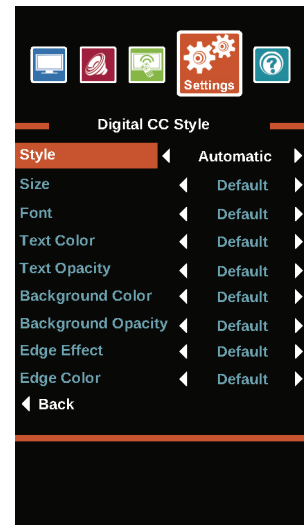 Settings
Digital CC Style
Style Automatic
Size Default
Font Default
Text Color Default
Text Opacity Default
Background Color Default
Background Opacity Default
Edge Effect Default
Edge Color Default
Back